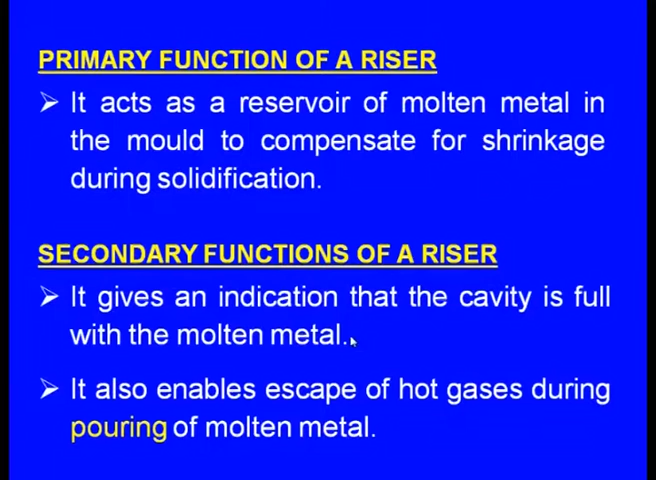 PRIMARY FUNCTION OF A RISER
➢ It acts as a reservoir of molten metal in
the mould to compensate for shrinkage
during solidification.
SECONDARY FUNCTIONS OF A RISER
➢ It gives an indication that the cavity is full
with the molten metal.
➢ It also enables escape of hot gases during
pouring of molten metal.